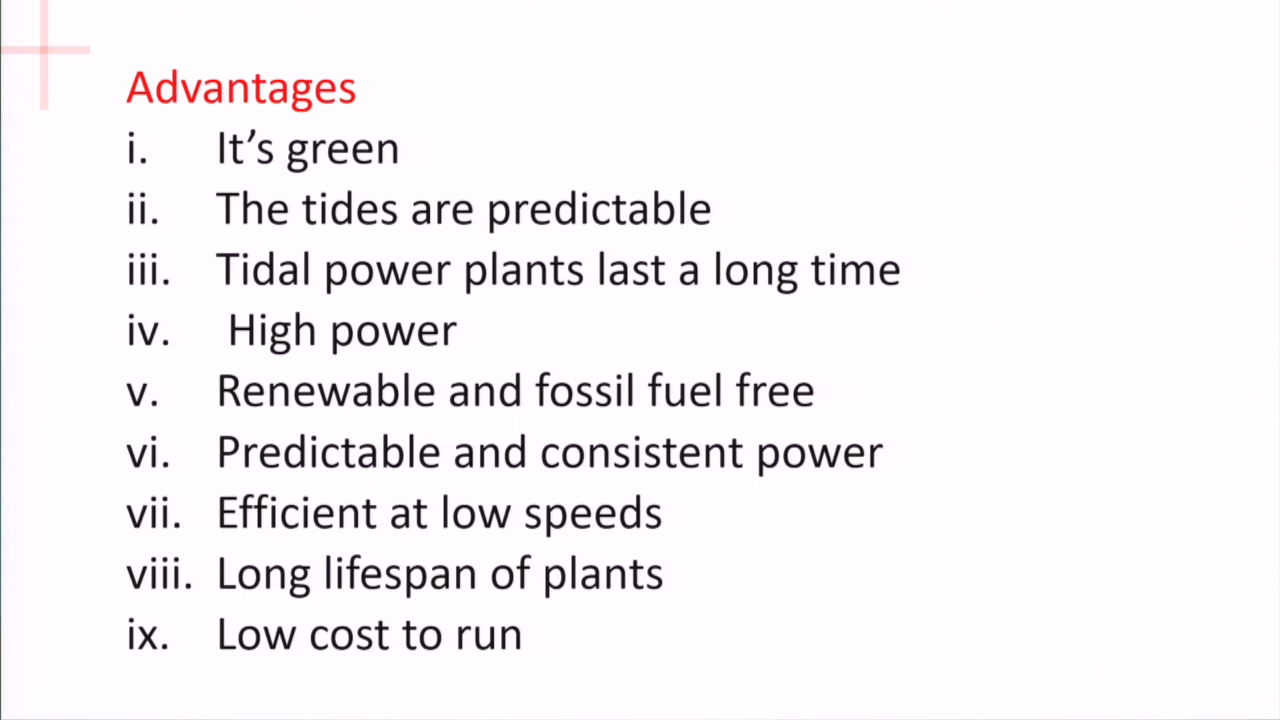 Advantages
i. It’s green
ii. The tides are predictable
iii. Tidal power plants last a long time
iv. High power
v. Renewable and fossil fuel free
vi. Predictable and consistent power
vii. Efficient at low speeds
viii. Long lifespan of plants
ix. Low cost to run